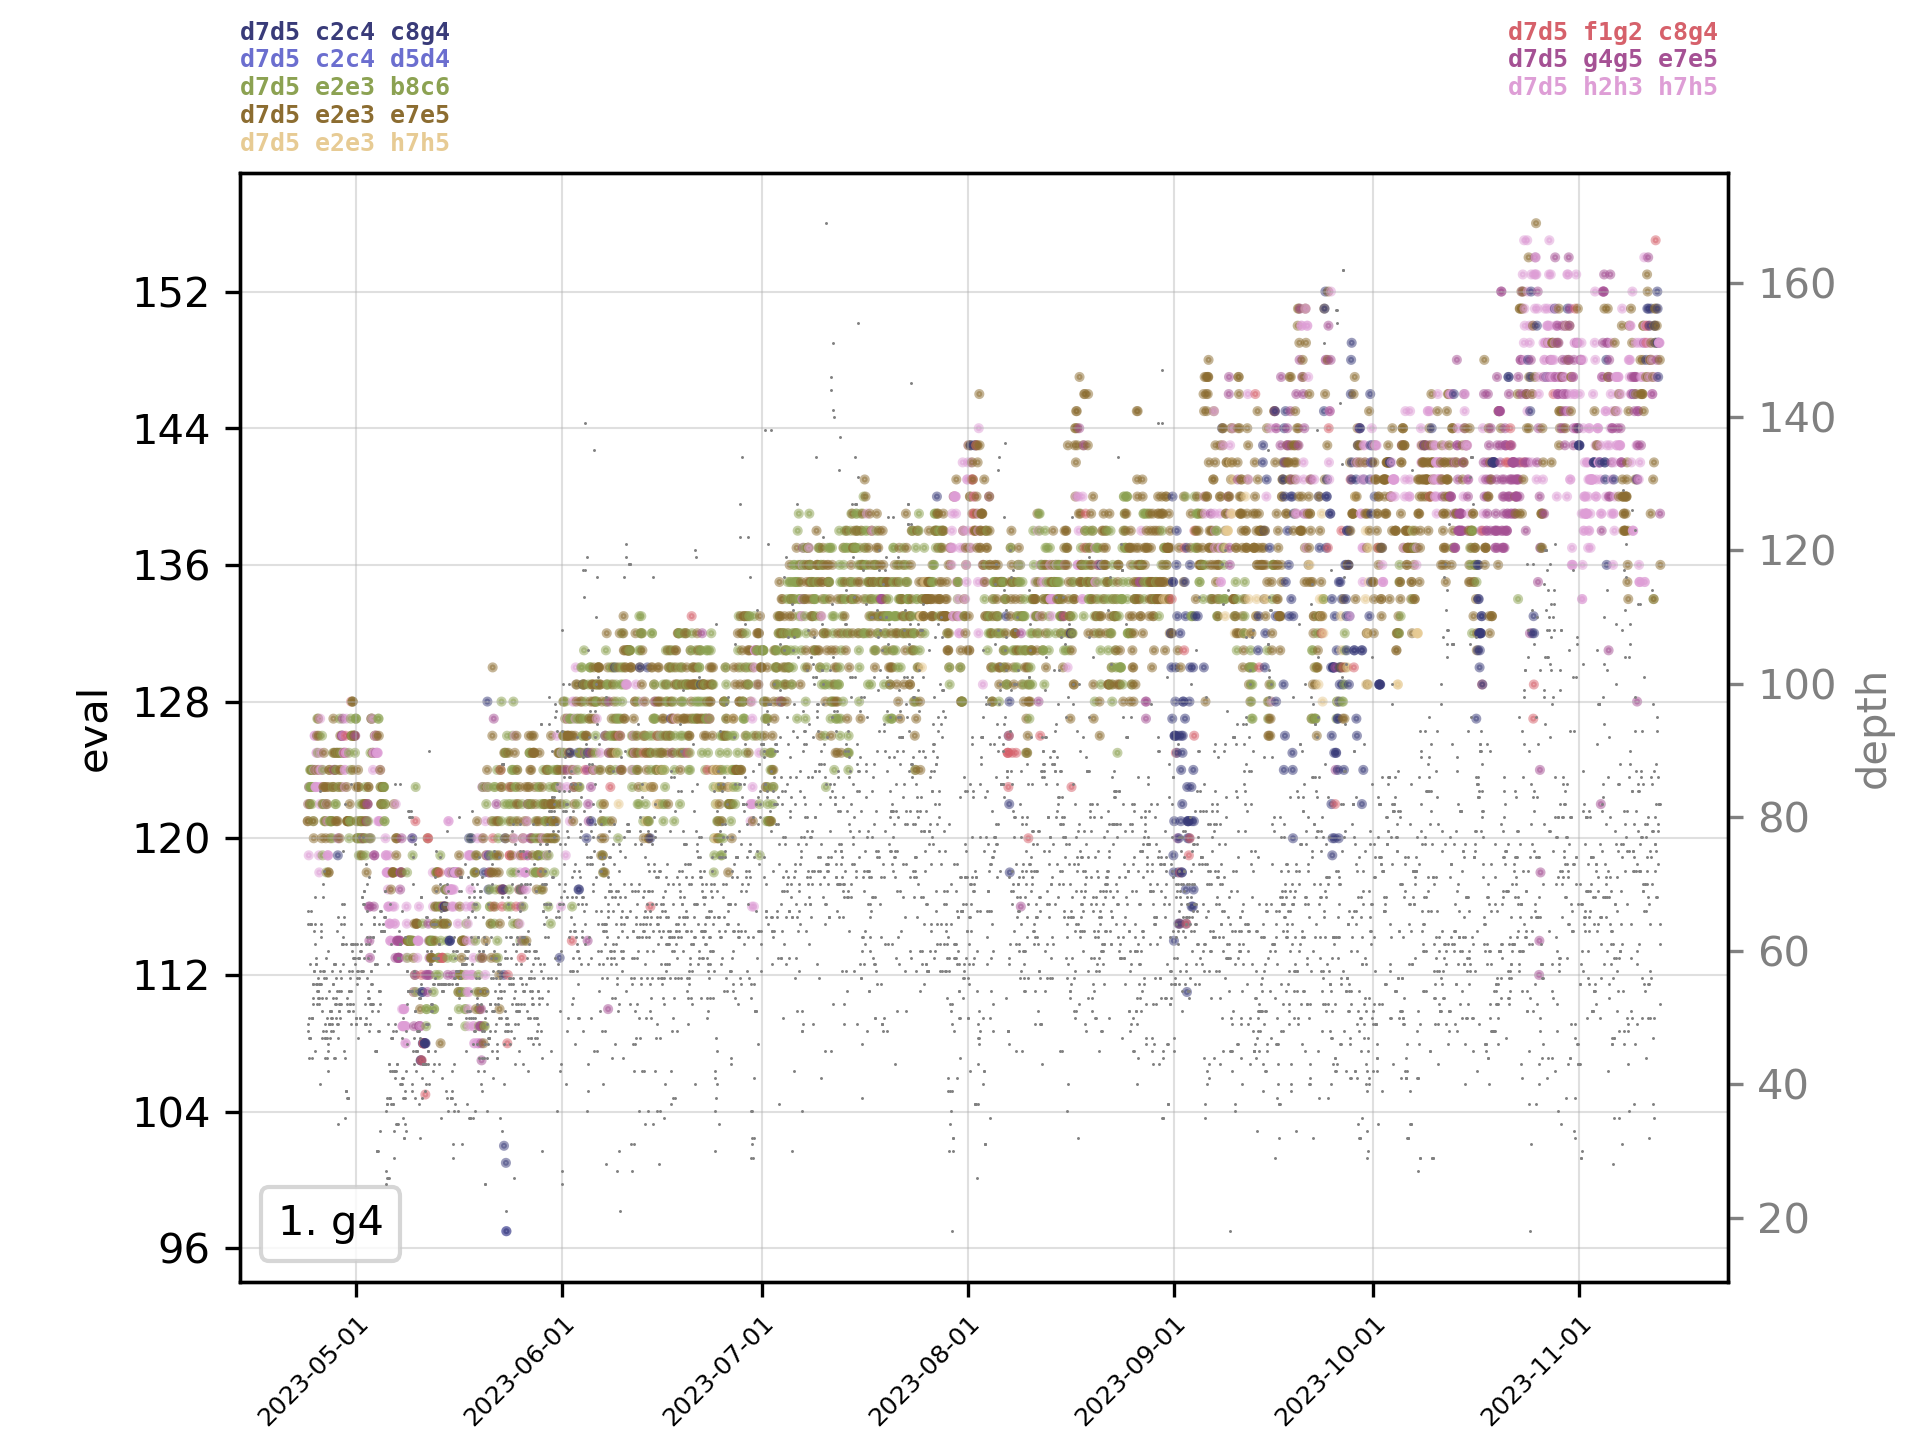 d7d5 c2c4 c8g4
d7d5 c2c4 d5d4
d7d5 e2e3 b8c6
d7d5 e2e3 e7e5
d7d5 e2e3 h7h5
d7d5 f1g2 c8g4
d7d5 g4g5 e7e5
d7d5 h2h3 h7h5
eval
152
144
136
128
120
112
104
96
depth
160
140
120
100
80
60
40
20
1. g4
2023-05-01
2023-06-01
2023-07-01
2023-08-01
2023-09-01
2023-10-01
2023-11-01